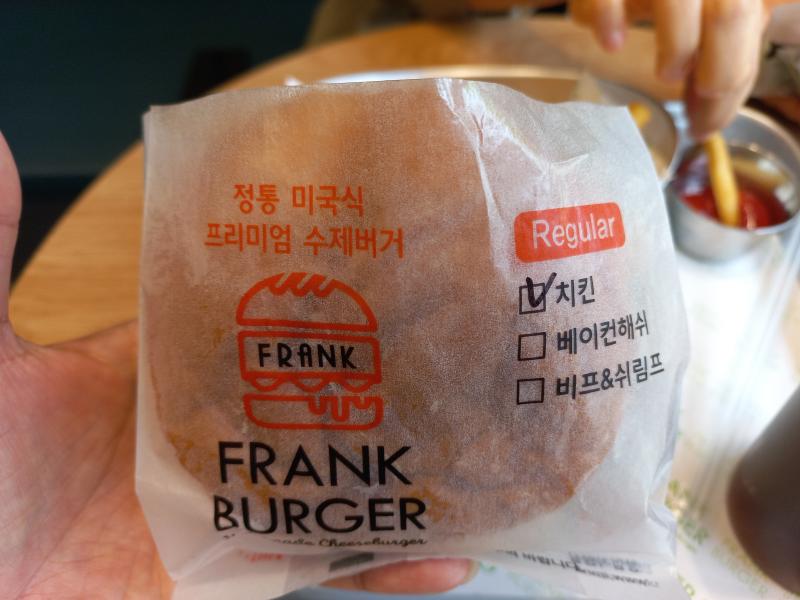 정통 미국식
프리미엄 수제버거
FRANK
FRANK
BURGER
Cheeseburger
Regular
치킨
베이컨해쉬
비프&쉬림프